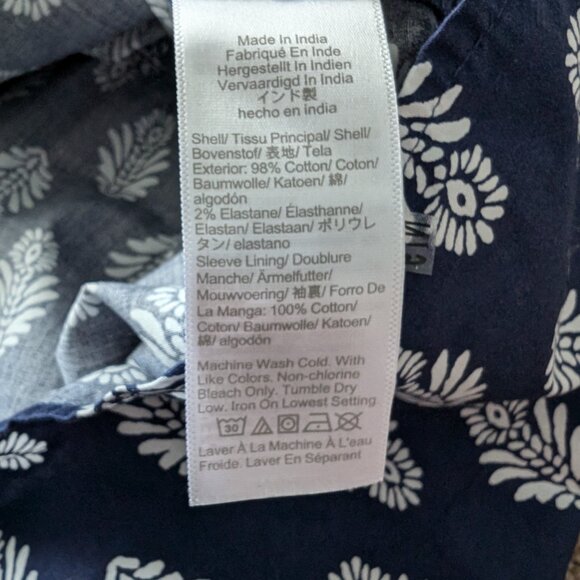 Made In India
Fabriqué En Inde
Hergestellt In Indien
Vervaardigd In India
インド製
hecho en india
Shell/ Tissu Principal/ Shell/
Bovenstof/ 表地/ Tela
Exterior: 98% Cotton/ Coton/
Baumwolle/ Katoen/ 綿/
algodón
2% Elastane/ Élasthanne/
Elastan/ Elastaan/ ポリウレ
タン/ elastano
Sleeve Lining/ Doublure
Manche/ Ärmelfutter/
Mouwvoering/ 袖裏/ Forro De
La Manga: 100% Cotton/
Coton/ Baumwolle/ Katoen/
綿/ algodón
Machine Wash Cold. With
Like Colors. Non-chlorine
Bleach Only. Tumble Dry
Low. Iron On Lowest Setting.
30
Laver À La Machine À L'eau
Froide. Laver En Séparant